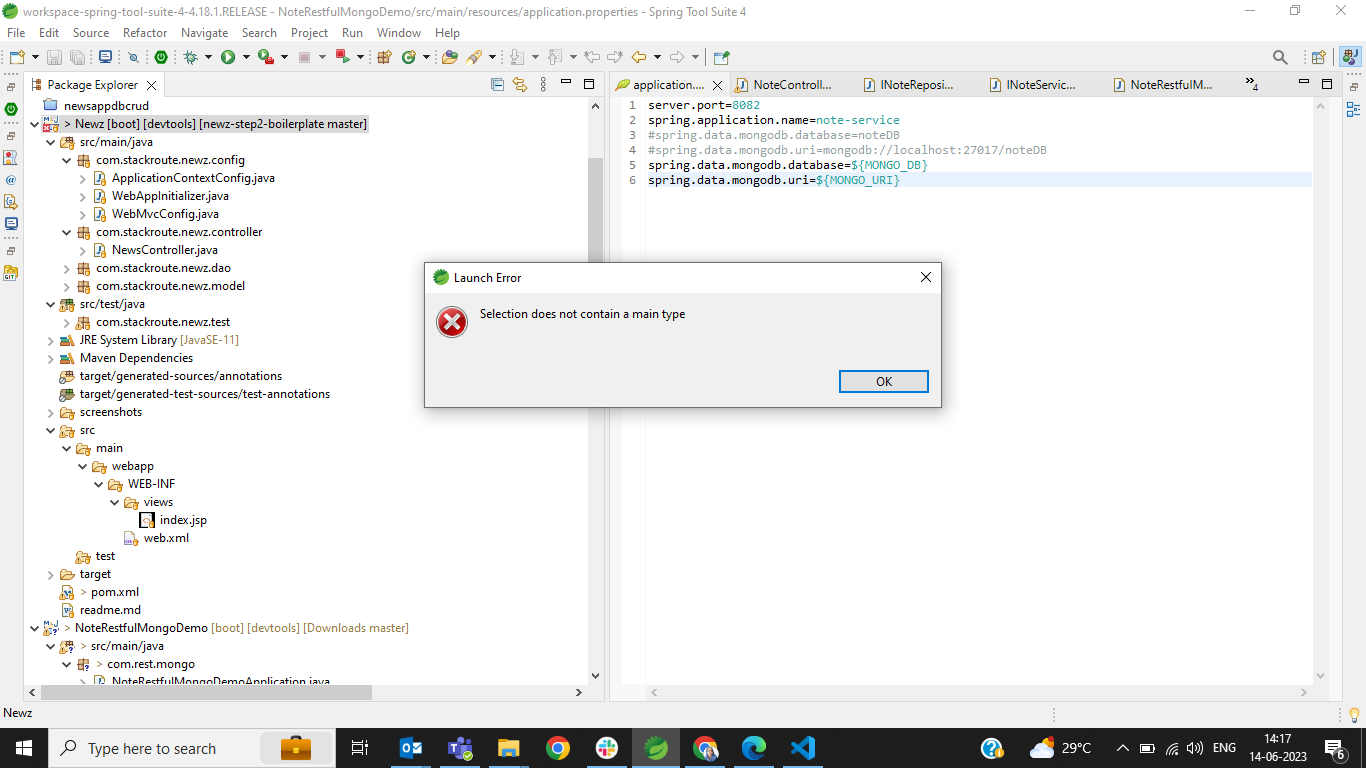 workspace-spring-tool-suite-4-4.18.1.RELEASE - NoteRestfulMongoDemo/src/main/resources/application.properties - Spring Tool Suite 4
File Edit Source Refactor Navigate Search Project Run Window Help
Package Explorer
newsappdbcrud
> Newz [boot] [devtools] [newz-step2-boilerplate master]
src/main/java
com.stackroute.newz.config
ApplicationContextConfig.java
WebAppInitializer.java
WebMvcConfig.java
com.stackroute.newz.controller
NewsController.java
com.stackroute.newz.dao
com.stackroute.newz.model
src/test/java
com.stackroute.newz.test
JRE System Library [JavaSE-11]
Maven Dependencies
target/generated-sources/annotations
target/generated-test-sources/test-annotations
screenshots
src
main
webapp
WEB-INF
views
index.jsp
web.xml
test
target
> pom.xml
readme.md
> NoteRestfulMongoDemo [boot] [devtools] [Downloads master]
> src/main/java
> com.rest.mongo
NoteRestfulMongoDemoApplication.java
application.... NoteControll... INoteReposi... INoteServic... NoteRestfulM... »4
1 server.port=8082
2 spring.application.name=note-service
3 #spring.data.mongodb.database=noteDB
4 #spring.data.mongodb.uri=mongodb://localhost:27017/noteDB
5 spring.data.mongodb.database=${MONGO_DB}
6 spring.data.mongodb.uri=${MONGO_URI}
Launch Error
Selection does not contain a main type
OK
Newz
Type here to search
29°C
ENG
14:17
14-06-2023
6